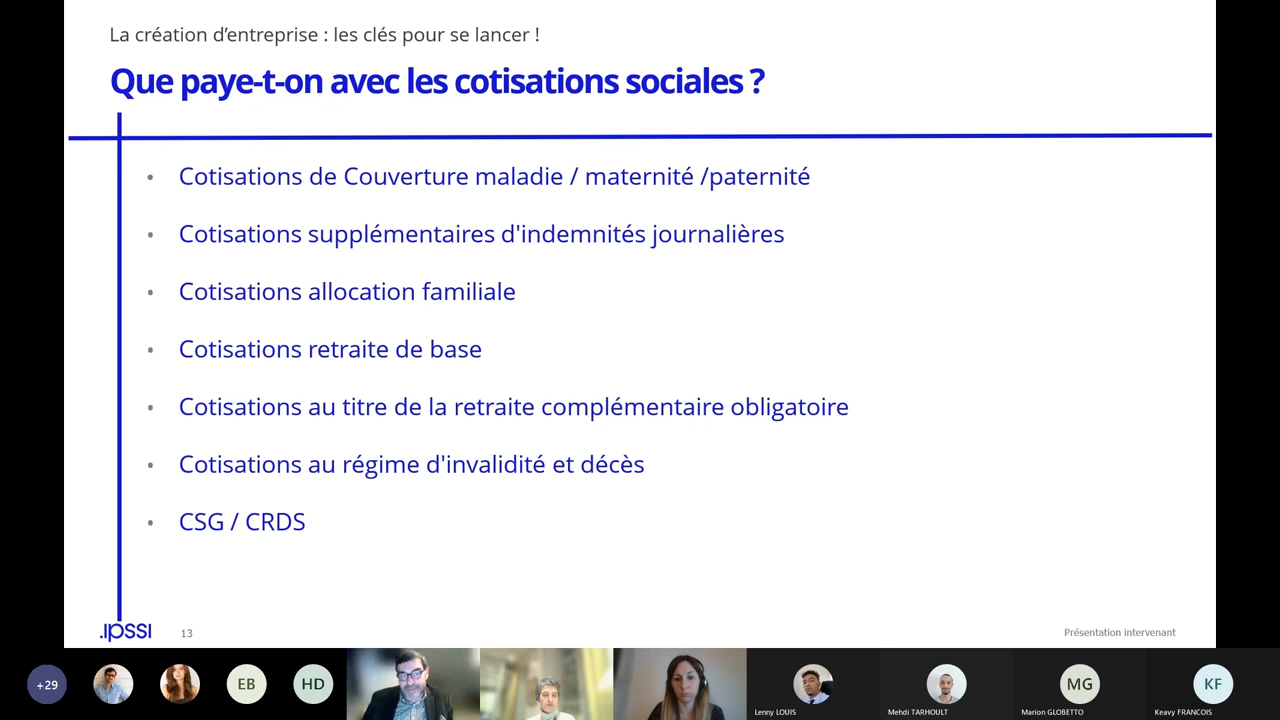 La création d’entreprise : les clés pour se lancer !
Que paye-t-on avec les cotisations sociales ?
• Cotisations de Couverture maladie / maternité /paternité
• Cotisations supplémentaires d'indemnités journalières
• Cotisations allocation familiale
• Cotisations retraite de base
• Cotisations au titre de la retraite complémentaire obligatoire
• Cotisations au régime d'invalidité et décès
• CSG / CRDS
.IPSSI
13
Présentation intervenant
+29
EB
HD
MG
KF
Lenny LOUIS
Mehdi TARHOULT
Marion GLOBETTO
Keavy FRANCOIS